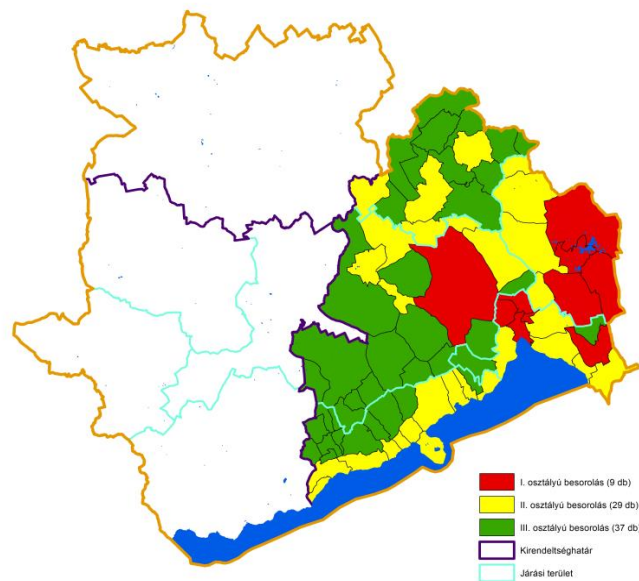 I. osztályú besorolás (9 db)
II. osztályú besorolás (29 db)
III. osztályú besorolás (37 db)
Kirendeltséghatár
Járási terület